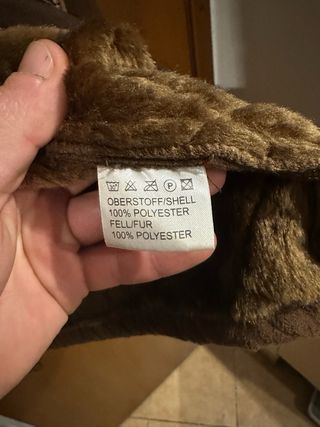 P
OBERSTOFF/SHELL
100% POLYESTER
FELL/FUR
100% POLYESTER